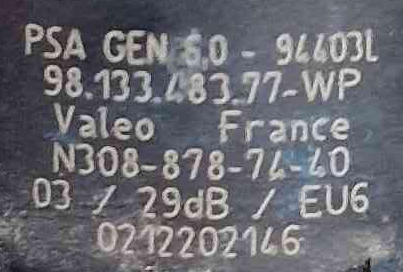 PSA GEN 6,0 - 94403L
98.133.483.77-WP
Valeo France
N308-878-74-40
03 / 29dB / EU6
0212202146